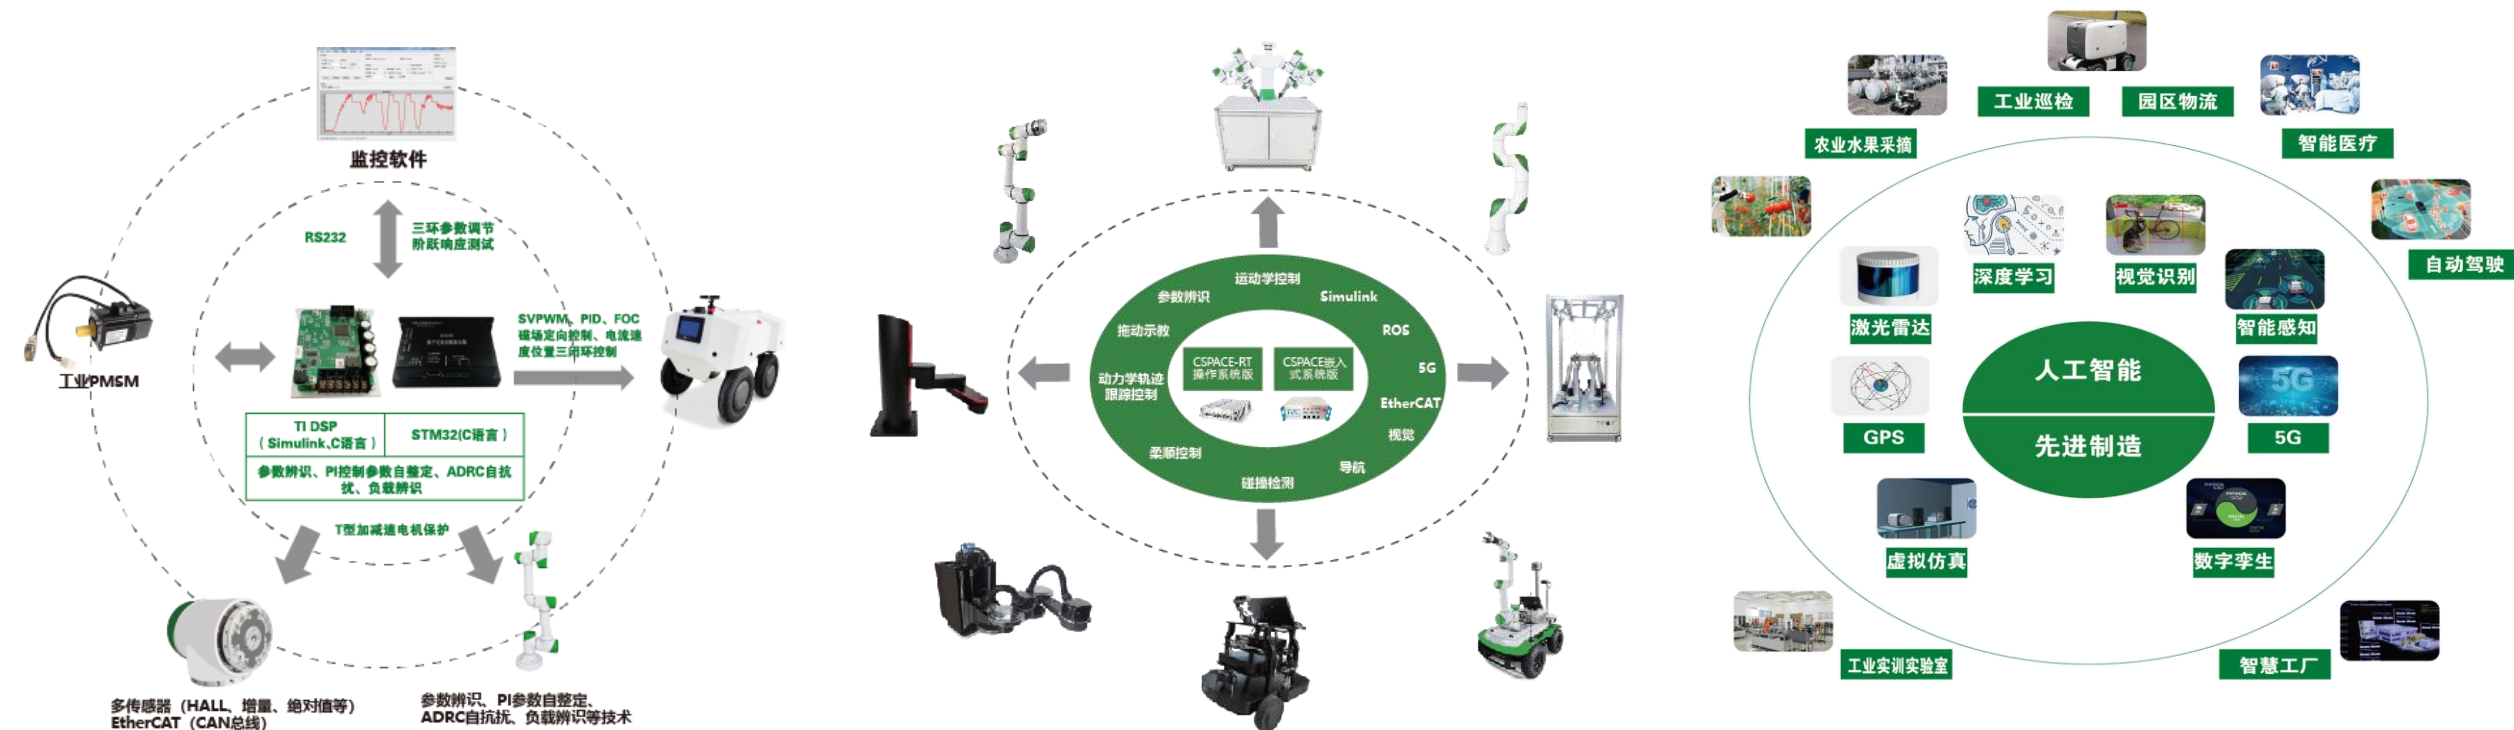 监控软件
RS232
三环参数调节
阶跃响应测试
工业PMSM
SVPWM、PID、FOC
磁场定向控制、电流速
度位置三闭环控制
TI DSP
（Simulink、C语言）
STM32(C语言）
参数辨识、PI控制参数自整定、ADRC自抗
扰、负载辨识
T型加减速电机保护
多传感器（HALL、增量、绝对值等）
EtherCAT（CAN总线）
参数辨识、PI参数自整定、
ADRC自抗扰、负载辨识等技术
运动学控制
参数辨识
Simulink
拖动示教
ROS
CSPACE-RT
操作系统版
CSPACE嵌入
式系统版
5G
动力学轨迹
跟踪控制
EtherCAT
视觉
柔顺控制
导航
碰撞检测
工业巡检
园区物流
农业水果采摘
智能医疗
自动驾驶
深度学习
视觉识别
激光雷达
智能感知
人工智能
先进制造
GPS
5G
5G
虚拟仿真
数字孪生
工业实训实验室
智慧工厂